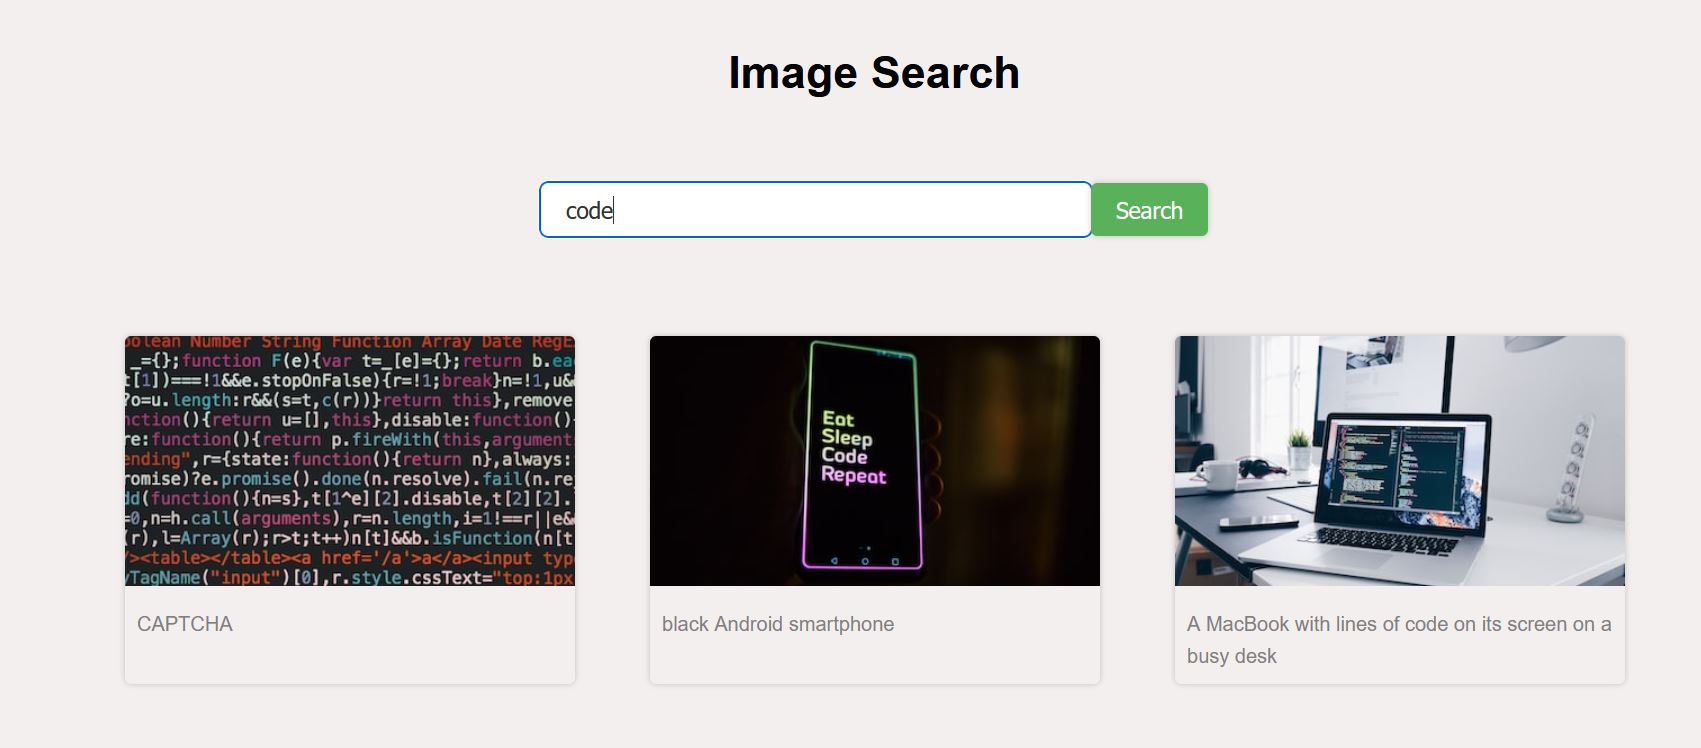 Image Search
code
Search
olean Number String Function Array Date RegE
_={};function F(e){var t=_[e]={};return b.ea
t[1])===!1&&e.stopOnFalse){r=!1;break}n=!1,u&
?o=u.length:r&&(s=t,c(r))}return this},remove
nction(){return u=[],this},disable:function()
re:function(){return p.fireWith(this,argument
ending",r={state:function(){return n},always:
romise)?e.promise().done(n.resolve).fail(n.re
dd(function(){n=s},t[1^e][2].disable,t[2][2].
=0,n=h.call(arguments),r=n.length,i=1!==r||e&
(r),l=Array(r);r>t;t++)n[t]&&b.isFunction(n[t
/><table></table><a href='/a'>a</a><input typ
yTagName("input")[0],r.style.cssText="top:1px
CAPTCHA
Eat
Sleep
Code
Repeat
black Android smartphone
A MacBook with lines of code on its screen on a
busy desk